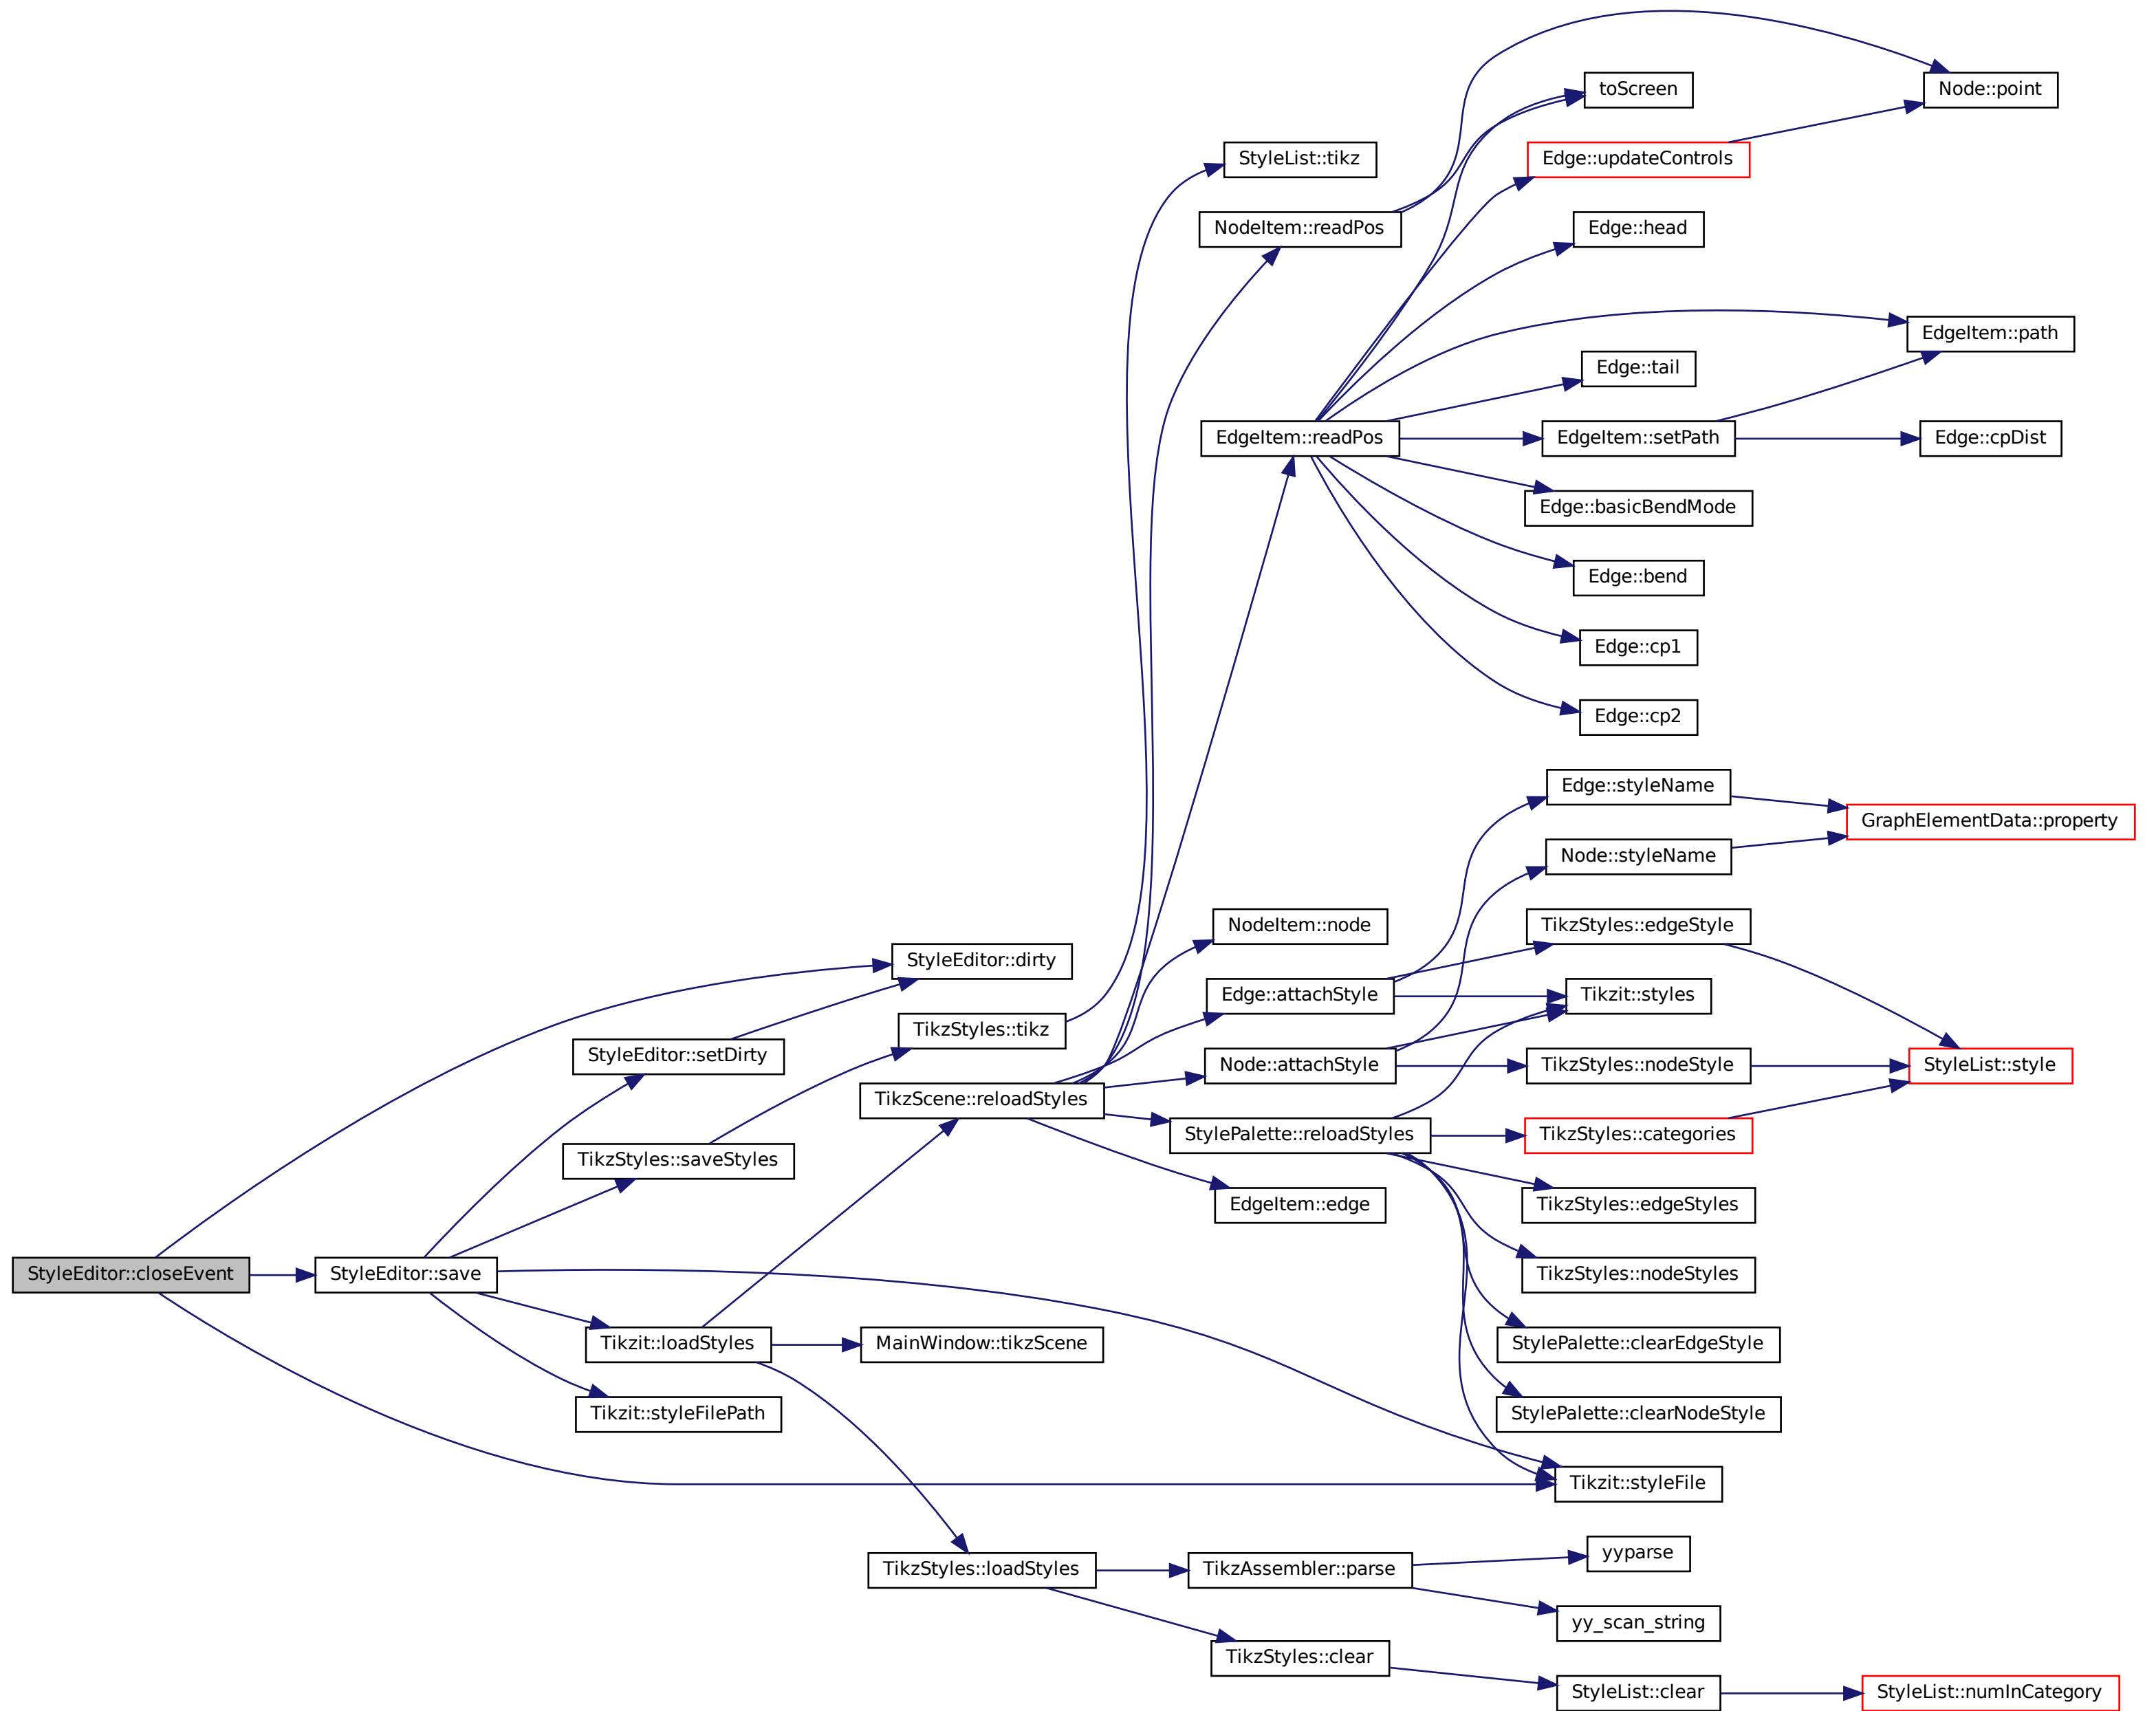 Node::point
toScreen
StyleList::tikz
Edge::updateControls
NodeItem::readPos
Edge::head
EdgeItem::path
Edge::tail
EdgeItem::readPos
EdgeItem::setPath
Edge::cpDist
Edge::basicBendMode
Edge::bend
Edge::cp1
Edge::cp2
Edge::styleName
GraphElementData::property
Node::styleName
NodeItem::node
TikzStyles::edgeStyle
StyleEditor::dirty
Edge::attachStyle
Tikzit::styles
TikzStyles::tikz
StyleEditor::setDirty
Node::attachStyle
TikzStyles::nodeStyle
StyleList::style
TikzScene::reloadStyles
StylePalette::reloadStyles
TikzStyles::categories
TikzStyles::saveStyles
EdgeItem::edge
TikzStyles::edgeStyles
StyleEditor::closeEvent
StyleEditor::save
TikzStyles::nodeStyles
Tikzit::loadStyles
MainWindow::tikzScene
StylePalette::clearEdgeStyle
Tikzit::styleFilePath
StylePalette::clearNodeStyle
Tikzit::styleFile
yyparse
TikzStyles::loadStyles
TikzAssembler::parse
yy_scan_string
TikzStyles::clear
StyleList::clear
StyleList::numInCategory